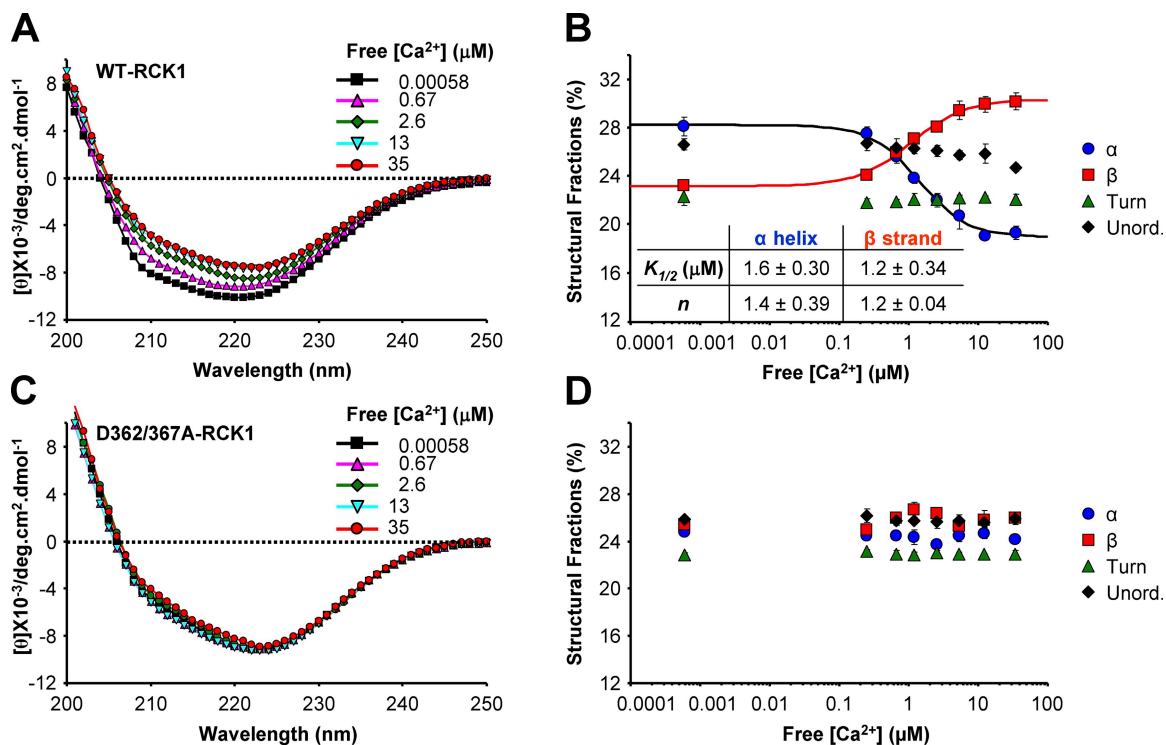 A
WT-RCK1
Free [Ca²⁺] (μM)
0.00058
0.67
2.6
13
35
8
4
0
-4
-8
-12
[θ]X10⁻³/deg.cm².dmol⁻¹
200 210 220 230 240 250
Wavelength (nm)
B
32
28
24
20
16
12
Structural Fractions (%)
α
β
Turn
Unord.
α helix β strand
K1/2 (μM) 1.6 ± 0.30 1.2 ± 0.34
n 1.4 ± 0.39 1.2 ± 0.04
0.0001 0.001 0.01 0.1 1 10 100
Free [Ca²⁺] (μM)
C
D362/367A-RCK1
Free [Ca²⁺] (μM)
0.00058
0.67
2.6
13
35
8
4
0
-4
-8
-12
[θ]X10⁻³/deg.cm².dmol⁻¹
200 210 220 230 240 250
Wavelength (nm)
D
36
32
28
24
20
12
Structural Fractions (%)
α
β
Turn
Unord.
0.0001 0.001 0.01 0.1 1 10 100
Free [Ca²⁺] (μM)